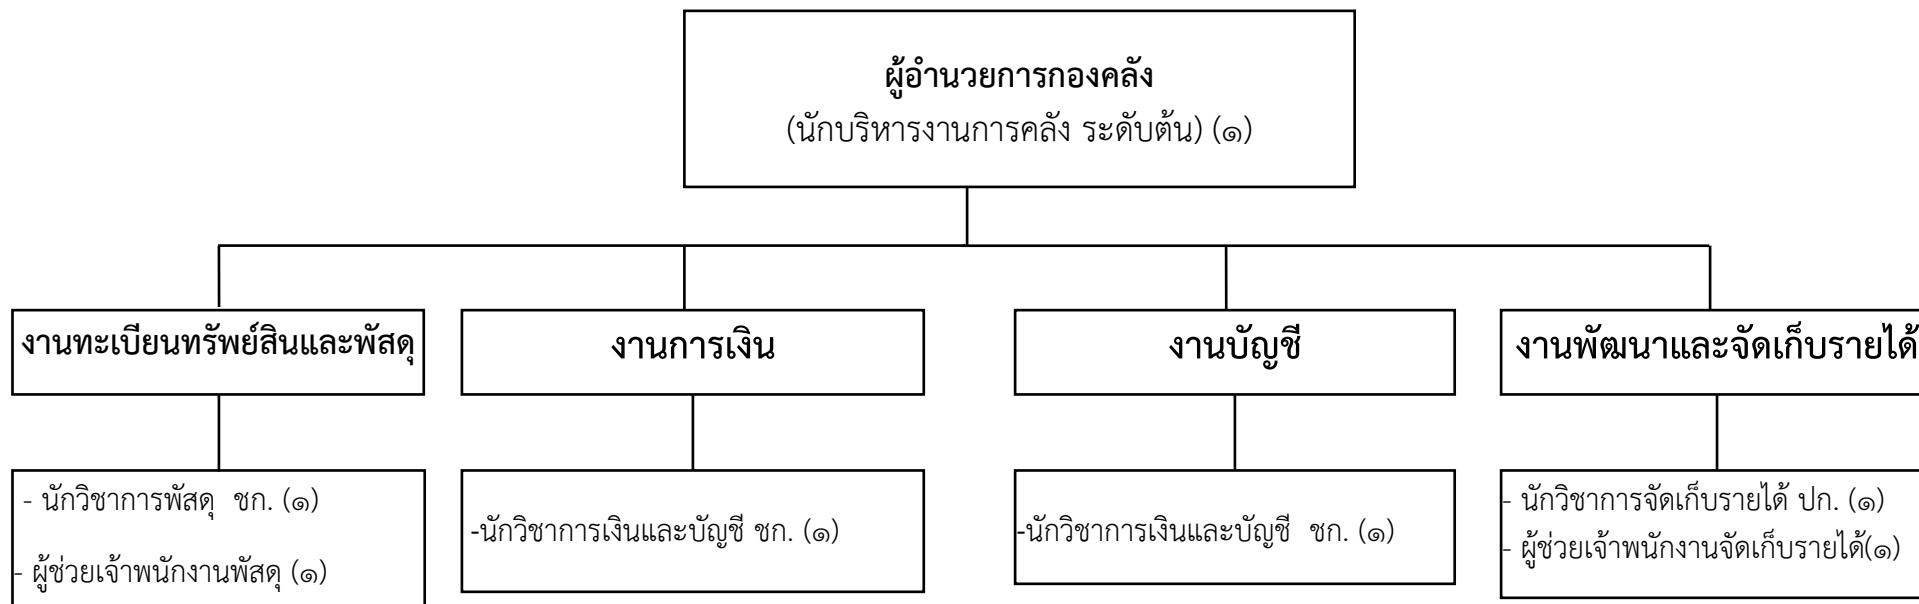 ผู้อำนวยการกองคลัง
(นักบริหารงานการคลัง ระดับต้น) (๑)
งานทะเบียนทรัพย์สินและพัสดุ
งานการเงิน
งานบัญชี
งานพัฒนาและจัดเก็บรายได้
- นักวิชาการพัสดุ ชก. (๑)
- ผู้ช่วยเจ้าพนักงานพัสดุ (๑)
-นักวิชาการเงินและบัญชี ชก. (๑)
-นักวิชาการเงินและบัญชี ชก. (๑)
- นักวิชาการจัดเก็บรายได้ ปก. (๑)
- ผู้ช่วยเจ้าพนักงานจัดเก็บรายได้(๑)